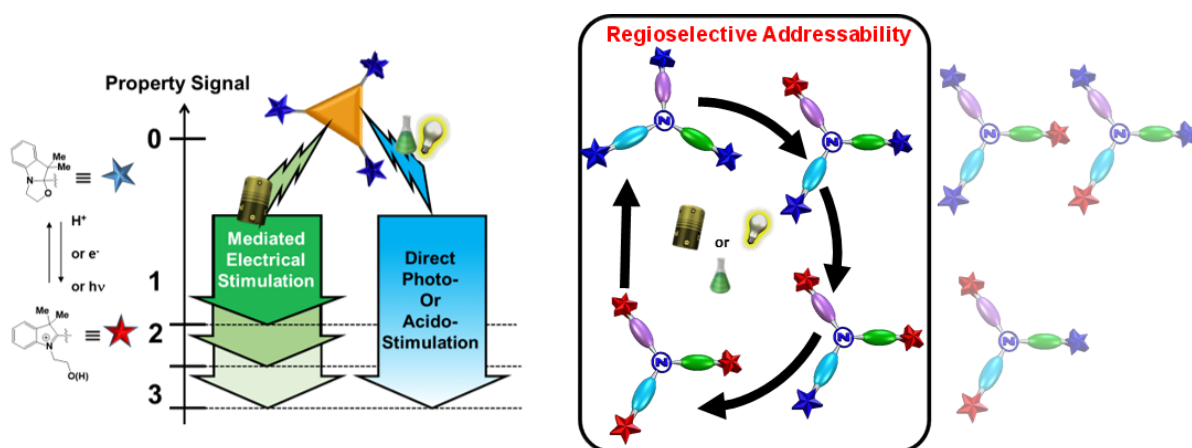 Property Signal
0
1
2
3
Me
Me
N
O
≡
H⁺
or e⁻
or hν
Me
Me
⊕
N
≡
O(H)
Mediated
Electrical
Stimulation
Direct
Photo-
Or
Acido-
Stimulation
Regioselective Addressability
N
N
or
N
N
N
N
N